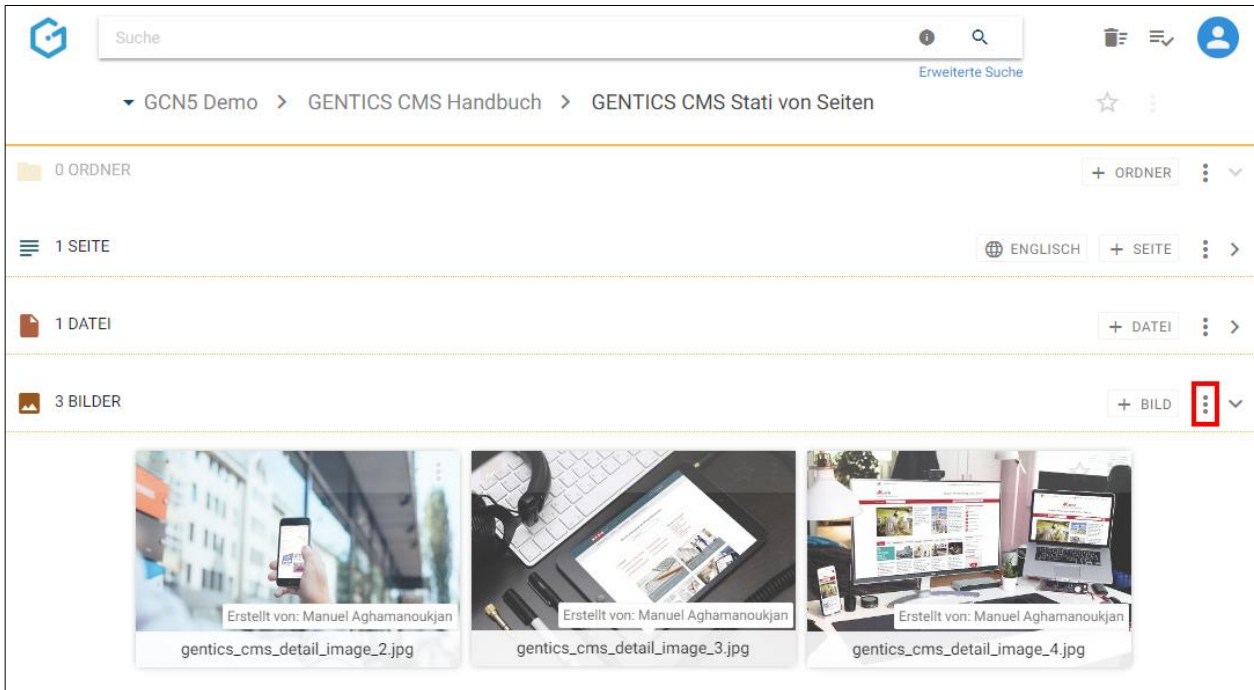 Suche
Erweiterte Suche
GCN5 Demo > GENTICS CMS Handbuch > GENTICS CMS Stati von Seiten
0 ORDNER
+ ORDNER
1 SEITE
ENGLISCH
+ SEITE
1 DATEI
+ DATEI
3 BILDER
+ BILD
Erstellt von: Manuel Aghamanoukjan
gentics_cms_detail_image_2.jpg
Erstellt von: Manuel Aghamanoukjan
gentics_cms_detail_image_3.jpg
Erstellt von: Manuel Aghamanoukjan
gentics_cms_detail_image_4.jpg